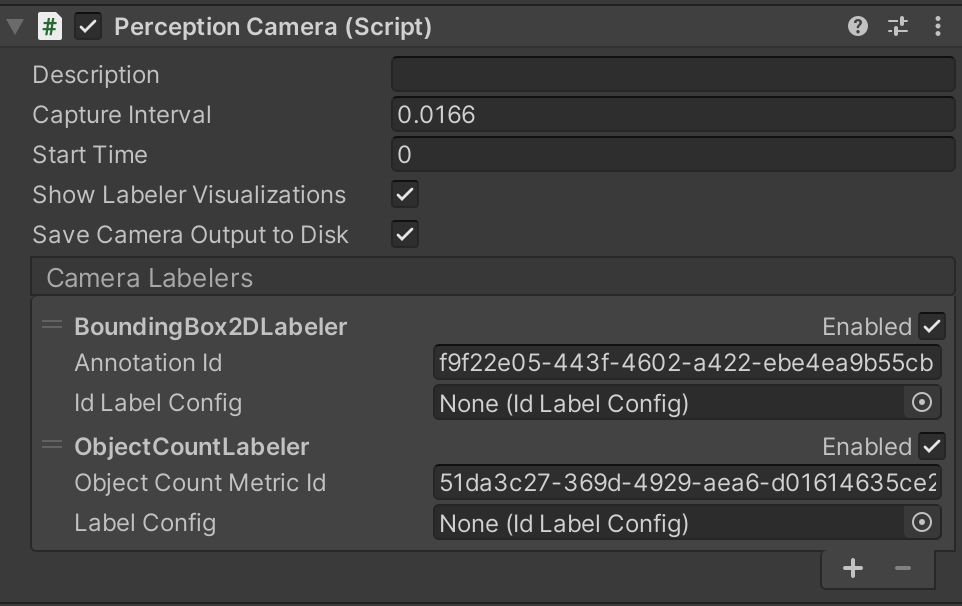 Perception Camera (Script)
Description
Capture Interval 0.0166
Start Time 0
Show Labeler Visualizations
Save Camera Output to Disk
Camera Labelers
BoundingBox2DLabeler Enabled
Annotation Id f9f22e05-443f-4602-a422-ebe4ea9b55cb
Id Label Config None (Id Label Config)
ObjectCountLabeler Enabled
Object Count Metric Id 51da3c27-369d-4929-aea6-d01614635ce2
Label Config None (Id Label Config)